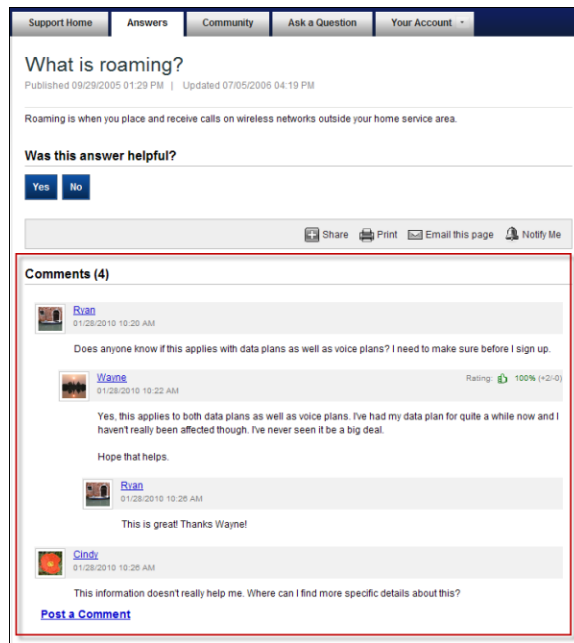 Support Home Answers Community Ask a Question Your Account
What is roaming?
Published 09/29/2005 01:29 PM | Updated 07/05/2006 04:19 PM
Roaming is when you place and receive calls on wireless networks outside your home service area.
Was this answer helpful?
Yes No
Share Print Email this page Notify Me
Comments (4)
Ryan
01/28/2010 10:20 AM
Does anyone know if this applies with data plans as well as voice plans? I need to make sure before I sign up.
Wayne Rating: 100% (+2/-0)
01/28/2010 10:22 AM
Yes, this applies to both data plans as well as voice plans. I've had my data plan for quite a while now and I
haven't really been affected though. I've never seen it be a big deal.
Hope that helps.
Ryan
01/28/2010 10:26 AM
This is great! Thanks Wayne!
Cindy
01/28/2010 10:26 AM
This information doesn't really help me. Where can I find more specific details about this?
Post a Comment